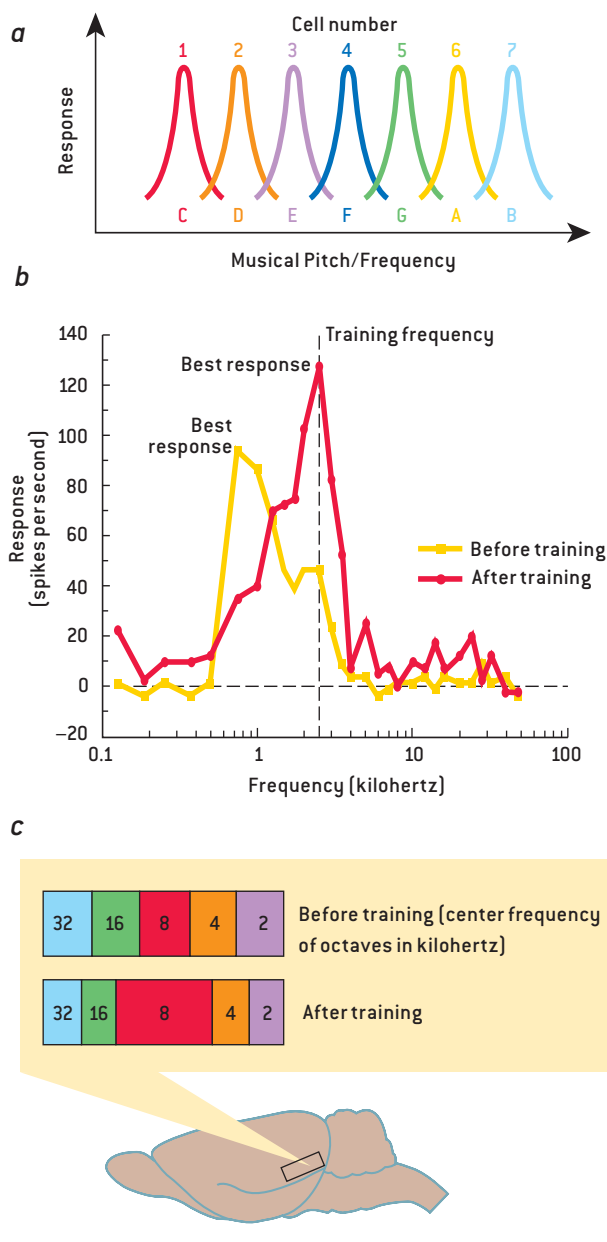 a
Cell number
1 2 3 4 5 6 7
Response
C D E F G A B
Musical Pitch/Frequency
b
140
120
100
80
60
40
20
0
–20
Response
(spikes per second)
Training frequency
Best response
Best
response
Before training
After training
0.1 1 10 100
Frequency (kilohertz)
c
32 16 8 4 2
Before training (center frequency
of octaves in kilohertz)
32 16 8 4 2
After training